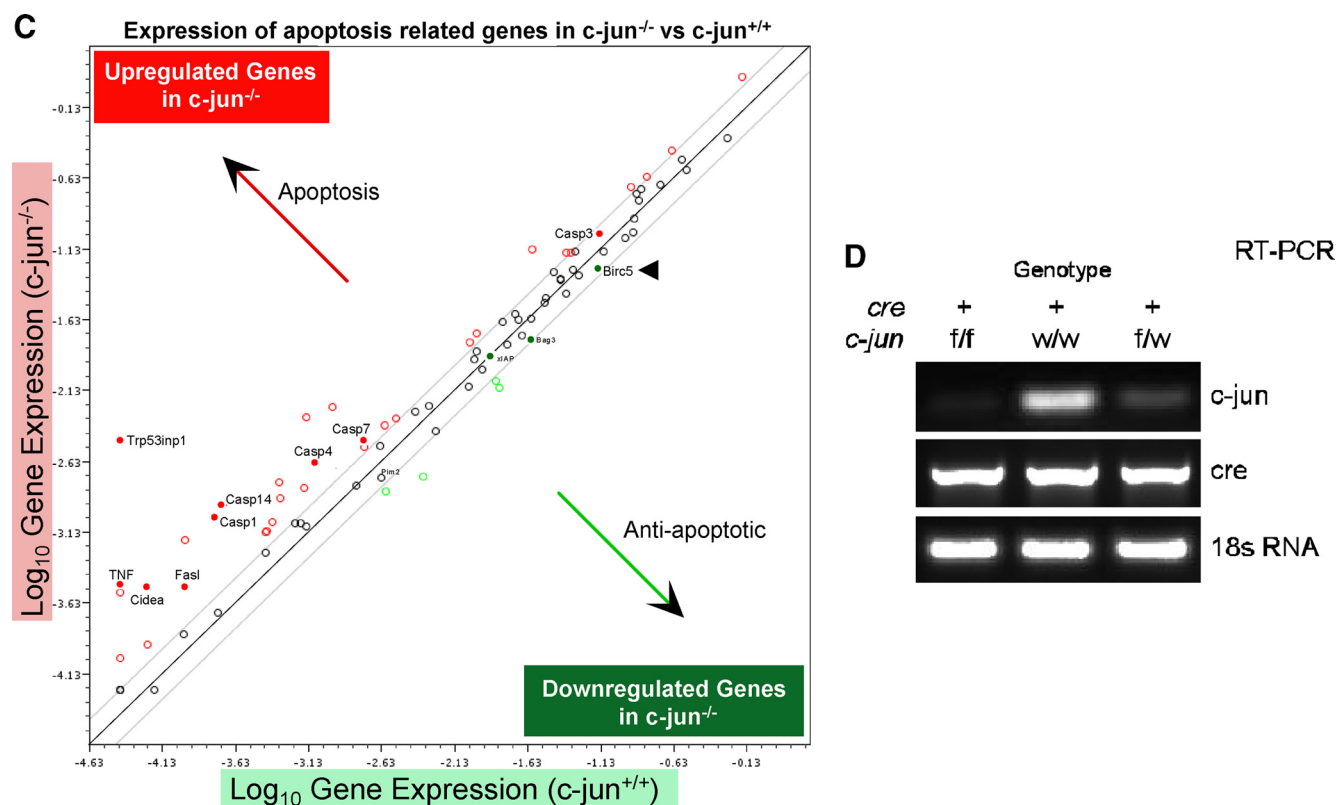 C
Expression of apoptosis related genes in c-jun-/- vs c-jun+/+
Upregulated Genes
in c-jun-/-
Apoptosis
Log10 Gene Expression (c-jun-/-)
-0.13
-0.63
-1.13
-1.63
-2.13
-2.63
-3.13
-3.63
-4.13
Casp3
Birc5
Bag3
xIAP
Casp7
Trp53inp1
Casp4
Pim2
Casp14
Casp1
TNF
Fasl
Cidea
Anti-apoptotic
Downregulated Genes
in c-jun-/-
-4.63 -4.13 -3.63 -3.13 -2.63 -2.13 -1.63 -1.13 -0.63 -0.13
Log10 Gene Expression (c-jun+/+)
D
RT-PCR
Genotype
cre + + +
c-jun f/f w/w f/w
c-jun
cre
18s RNA